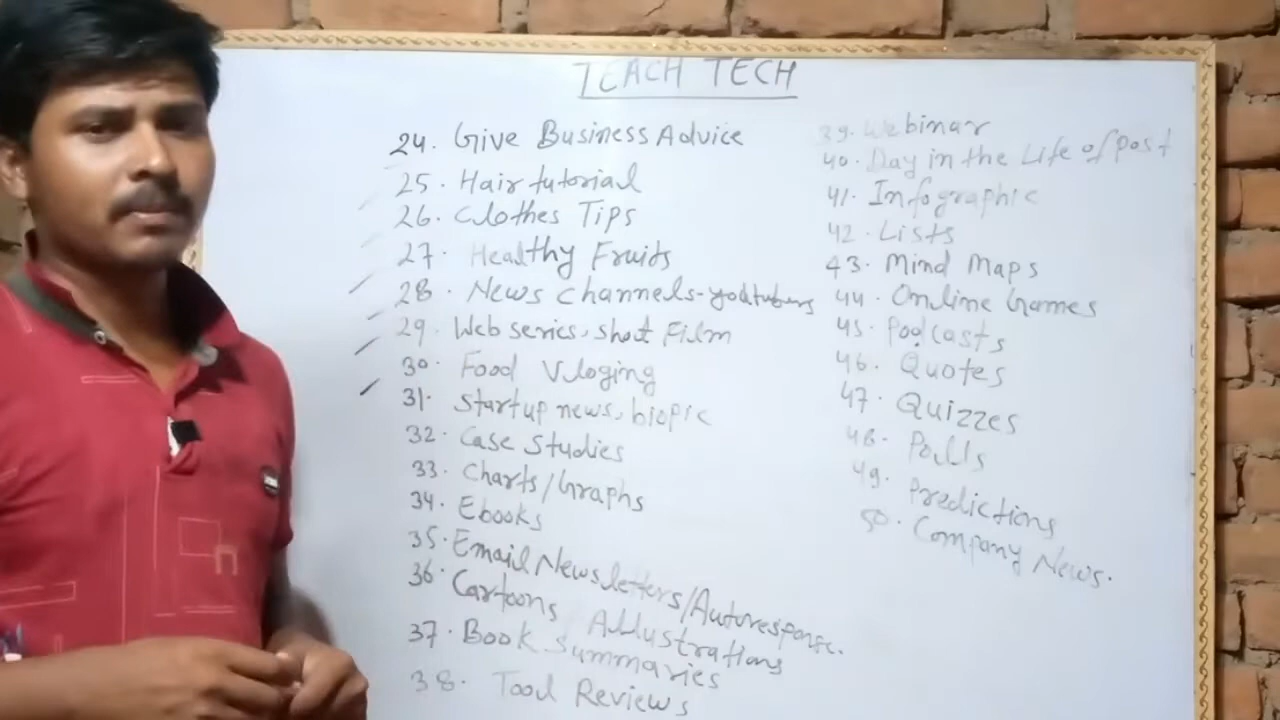 TEACH TECH
24. Give Business Advice
25. Hair tutorial
26. Clothes Tips
27. Healthy Fruits
28. News channels-youtubers
29. Web series, short Film
30. Food Vloging
31. Startup news, biopic
32. Case Studies
33. Charts/Graphs
34. Ebooks
35. Email Newsletters/Autoresponse.
36. Cartoons Allustrations
37. Book Summaries
38. Tool Reviews
39. Webinar
40. Day in the Life of post
41. Infographic
42. Lists
43. Mind Maps
44. Online Games
45. Podcasts
46. Quotes
47. Quizzes
48. Polls
49. Predictions
50. Company News.